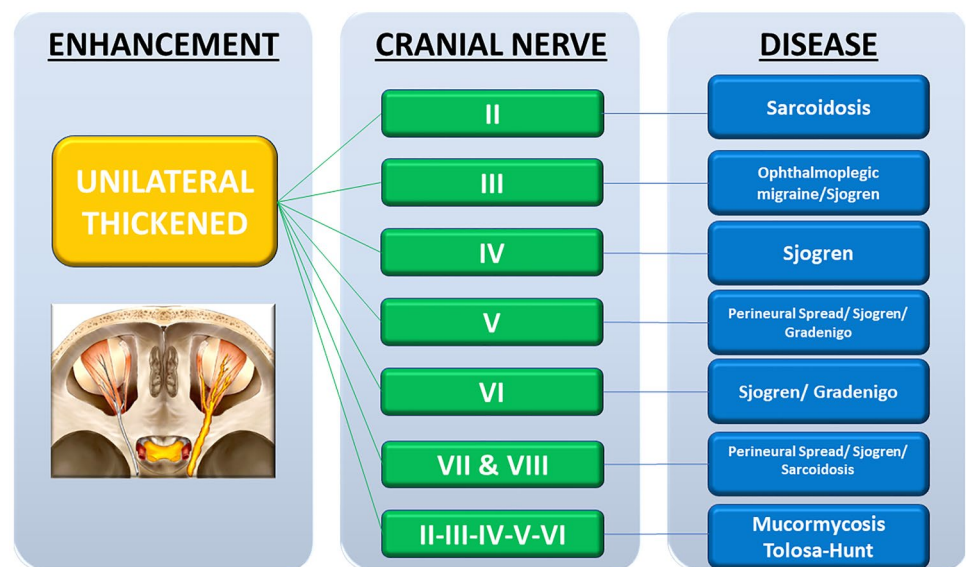 ENHANCEMENT
UNILATERAL
THICKENED
CRANIAL NERVE
II
III
IV
V
VI
VII & VIII
II-III-IV-V-VI
DISEASE
Sarcoidosis
Ophthalmoplegic
migraine/Sjogren
Sjogren
Perineural Spread/ Sjogren/
Gradenigo
Sjogren/ Gradenigo
Perineural Spread/ Sjogren/
Sarcoidosis
Mucormycosis
Tolosa-Hunt